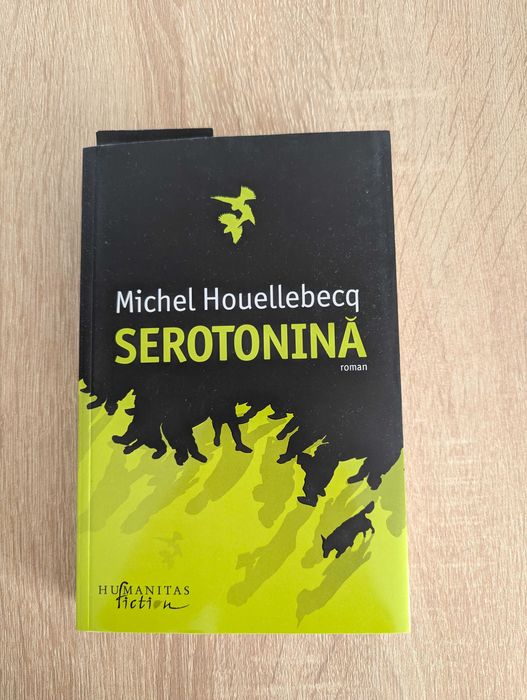 Michel Houellebecq
SEROTONINĂ
roman
HUMANITAS
fiction